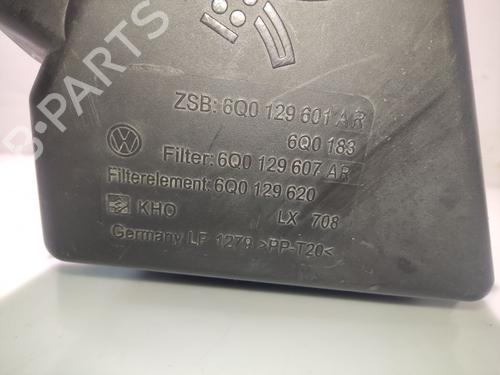 B-PARTS
ZSB: 6Q0 129 601 AR
6Q0 183
Filter: 6Q0 129 607 AR
Filterelement: 6Q0 129 620
KHO LX 708
Germany LP 1279 >PP-T20<